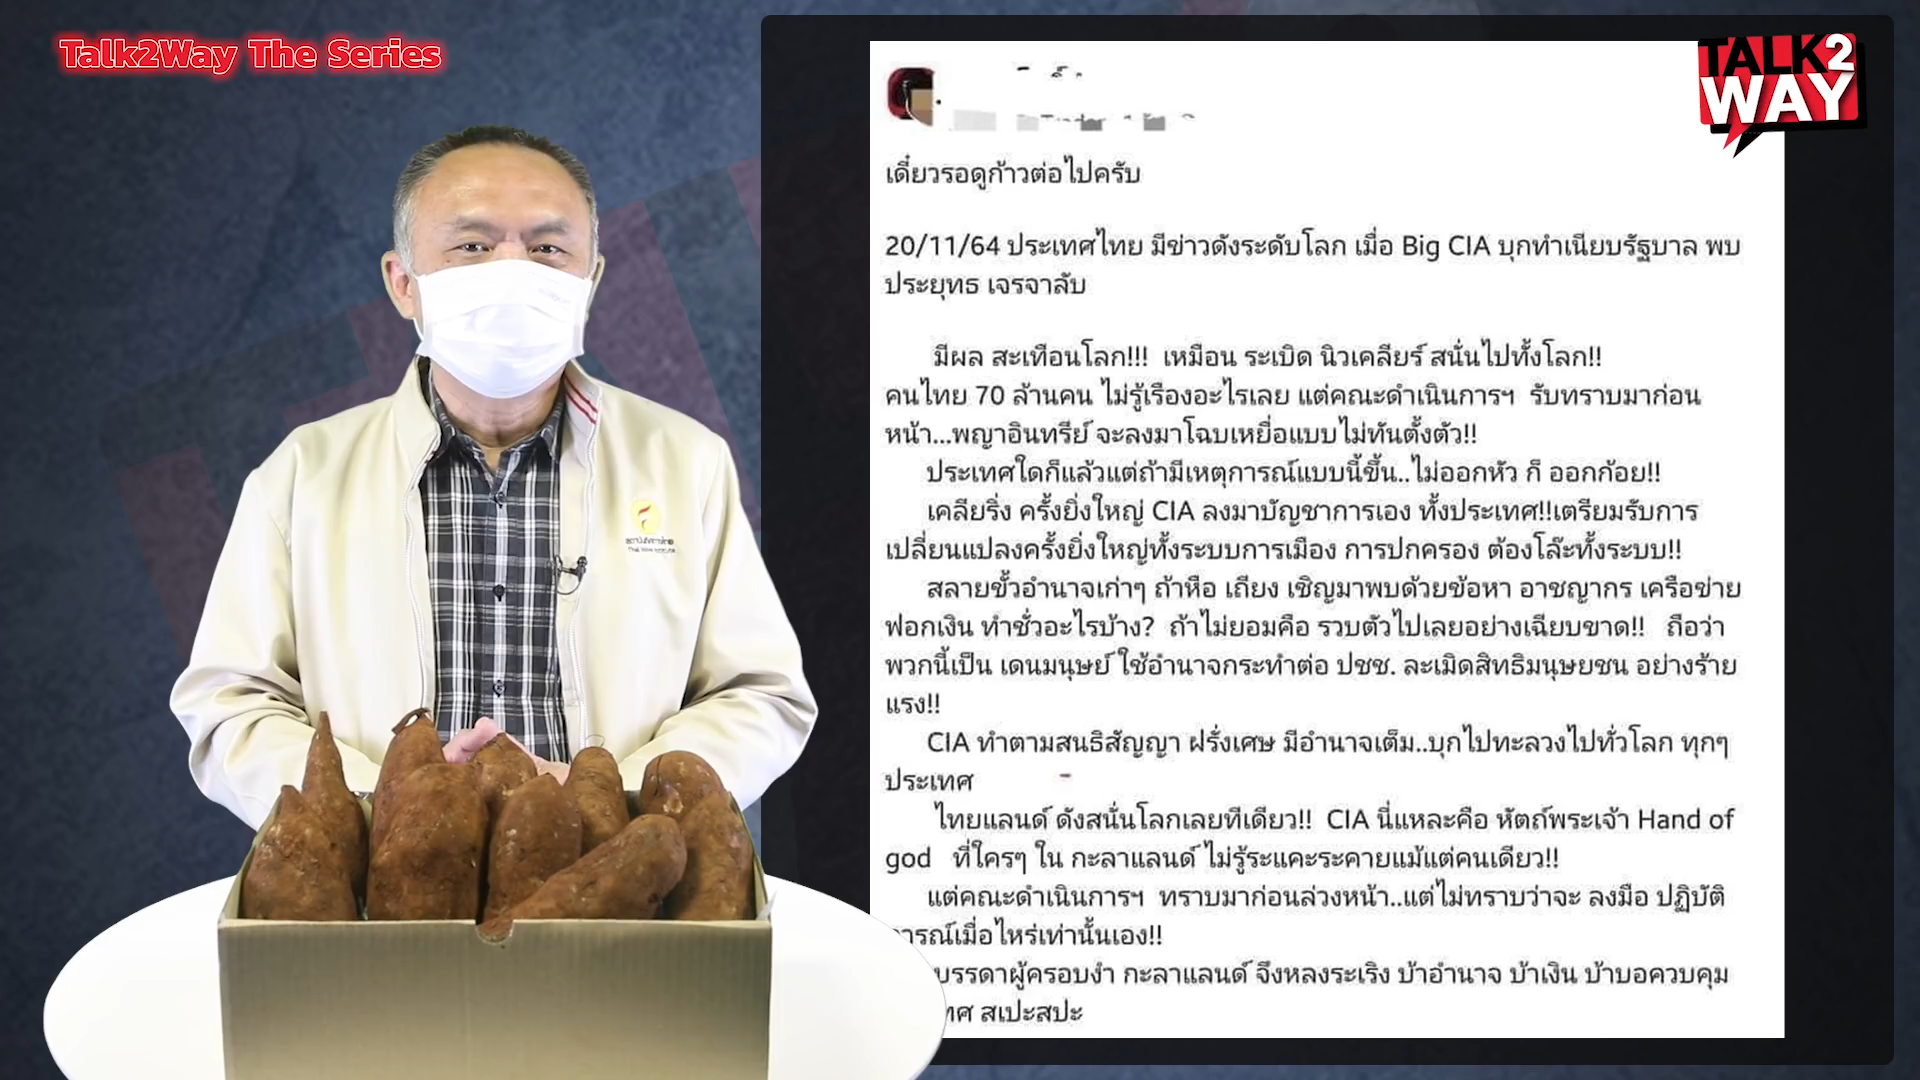 Talk2Way The Series
TALK2
WAY
เดี๋ยวรอดูก้าวต่อไปครับ
20/11/64 ประเทศไทย มีข่าวดังระดับโลก เมื่อ Big CIA บุกทำเนียบรัฐบาล พบ
ประยุทธ เจรจาลับ
มีผล สะเทือนโลก!!! เหมือน ระเบิด นิวเคลียร์ สนั่นไปทั้งโลก!!
คนไทย 70 ล้านคน ไม่รู้เรื่องอะไรเลย แต่คณะดำเนินการฯ รับทราบมาก่อน
หน้า...พญาอินทรีย์ จะลงมาโฉบเหยื่อแบบไม่ทันตั้งตัว!!
ประเทศใดก็แล้วแต่ถ้ามีเหตุการณ์แบบนี้ขึ้น..ไม่ออกหัว ก็ ออกก้อย!!
เคลียริ่ง ครั้งยิ่งใหญ่ CIA ลงมาบัญชาการเอง ทั้งประเทศ!!เตรียมรับการ
เปลี่ยนแปลงครั้งยิ่งใหญ่ทั้งระบบการเมือง การปกครอง ต้องโล๊ะทั้งระบบ!!
สลายขั้วอำนาจเก่าๆ ถ้าหือ เถียง เชิญมาพบด้วยข้อหา อาชญากร เครือข่าย
ฟอกเงิน ทำชั่วอะไรบ้าง? ถ้าไม่ยอมคือ รวบตัวไปเลยอย่างเฉียบขาด!! ถือว่า
พวกนี้เป็น เดนมนุษย์ ใช้อำนาจกระทำต่อ ปชช. ละเมิดสิทธิมนุษยชน อย่างร้าย
แรง!!
CIA ทำตามสนธิสัญญา ฝรั่งเศษ มีอำนาจเต็ม..บุกไปทะลวงไปทั่วโลก ทุกๆ
ประเทศ
ไทยแลนด์ ดังสนั่นโลกเลยทีเดียว!! CIA นี่แหละคือ หัตถ์พระเจ้า Hand of
god ที่ใครๆ ใน กะลาแลนด์ ไม่รู้ระแคะระคายแม้แต่คนเดียว!!
แต่คณะดำเนินการฯ ทราบมาก่อนล่วงหน้า..แต่ไม่ทราบว่าจะ ลงมือ ปฏิบัติ
ารณ์เมื่อไหร่เท่านั้นเอง!!
บรรดาผู้ครอบงำ กะลาแลนด์ จึงหลงระเริง บ้าอำนาจ บ้าเงิน บ้าบอควบคุม
ทศ สเปะสปะ